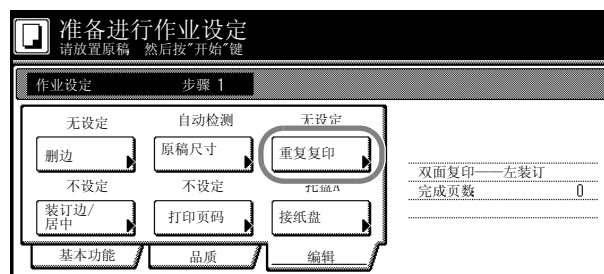 准备进行作业设定
请放置原稿 然后按"开始"键
作业设定 步骤 1
无设定 自动检测 无设定
删边 原稿尺寸 重复复印
不设定 不设定 托盘A
装订边/
居中 打印页码 接纸盘
双面复印——左装订
完成页数 0
基本功能 品质 编辑